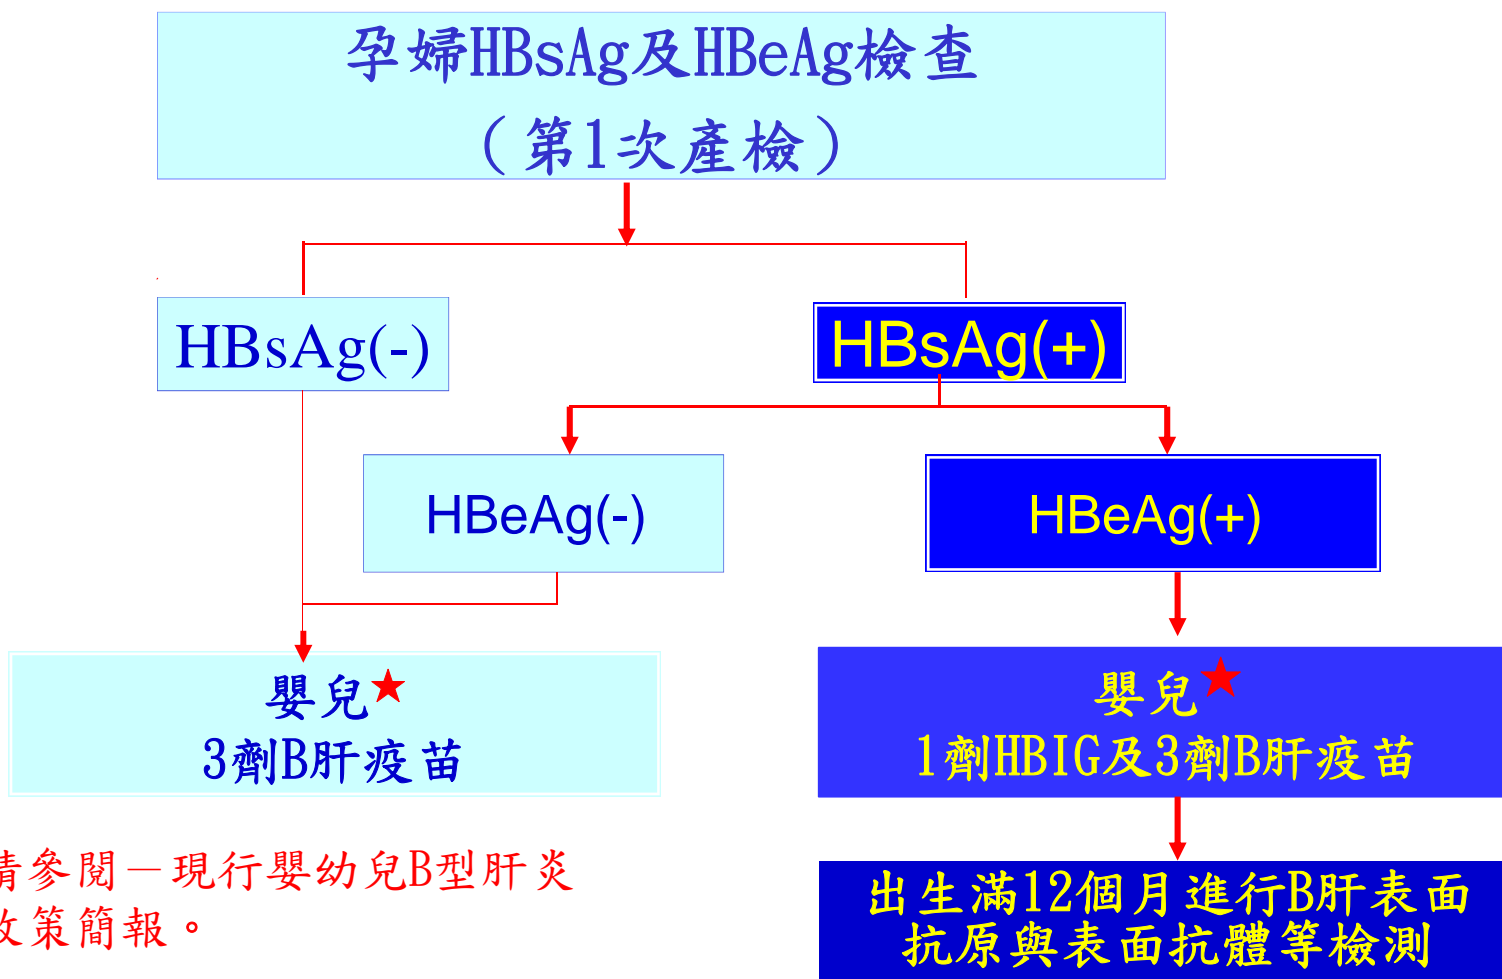 孕婦HBsAg及HBeAg檢查
（第1次產檢）
HBsAg(-)
HBsAg(+)
HBeAg(-)
HBeAg(+)
嬰兒★
3劑B肝疫苗
嬰兒★
1劑HBIG及3劑B肝疫苗
請參閱－現行嬰幼兒B型肝炎
政策簡報。
出生滿12個月進行B肝表面
抗原與表面抗體等檢測